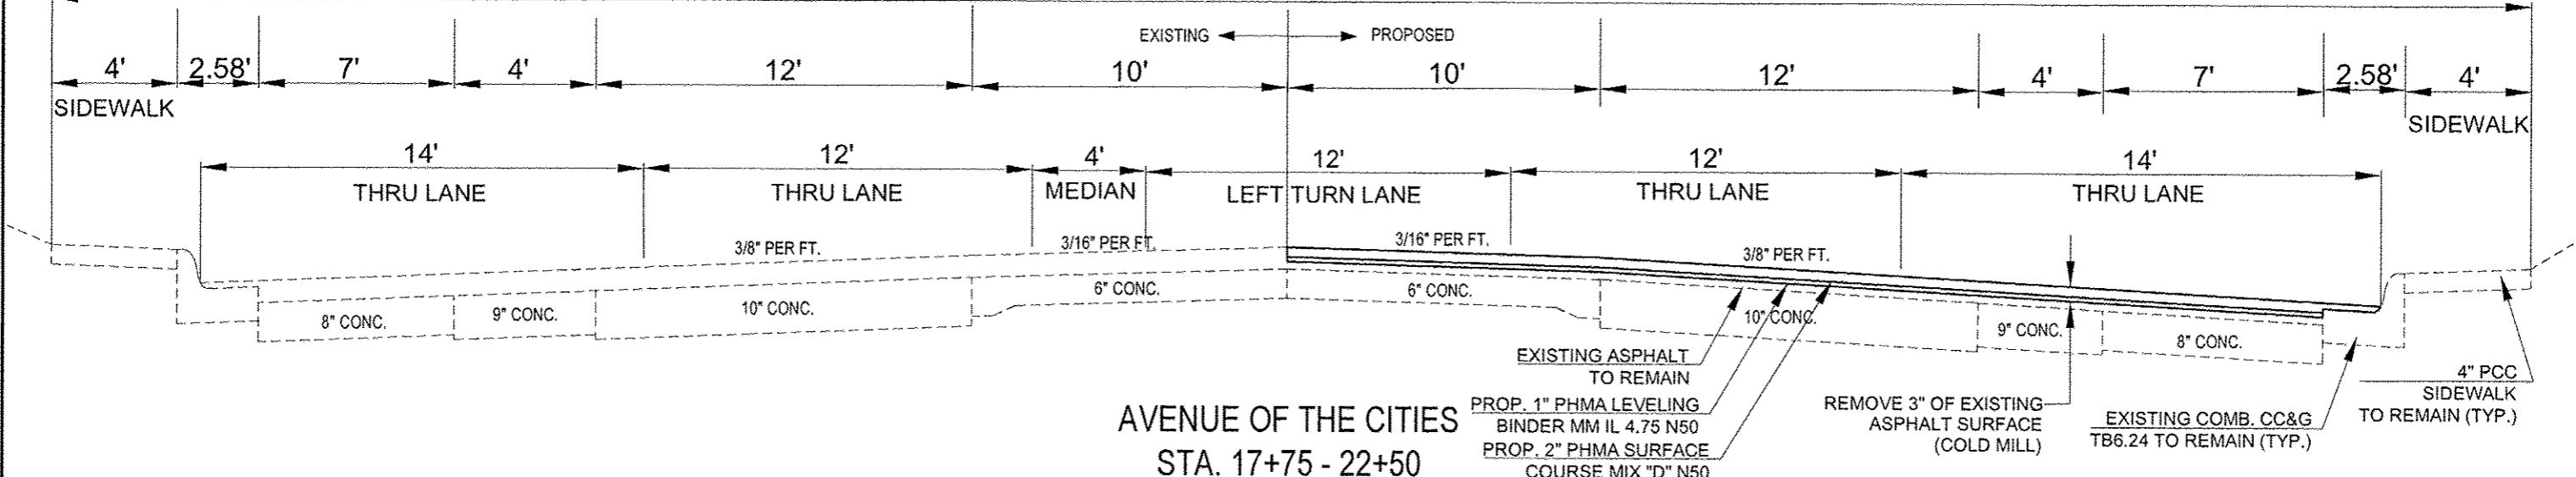 EXISTING PROPOSED
4' 2.58' 7' 4' 12' 10' 10' 12' 4' 7' 2.58' 4'
SIDEWALK SIDEWALK
14' 12' 4' 12' 12' 14'
THRU LANE THRU LANE MEDIAN LEFT TURN LANE THRU LANE THRU LANE
3/8" PER FT. 3/16" PER FT. 3/16" PER FT. 3/8" PER FT.
8" CONC. 9" CONC. 10" CONC. 6" CONC. 6" CONC. 10" CONC. 9" CONC. 8" CONC.
EXISTING ASPHALT
TO REMAIN
PROP. 1" PHMA LEVELING
BINDER MM IL 4.75 N50
PROP. 2" PHMA SURFACE
COURSE MIX "D" N50
REMOVE 3" OF EXISTING
ASPHALT SURFACE
(COLD MILL)
EXISTING COMB. CC&G
TB6.24 TO REMAIN (TYP.)
4" PCC
SIDEWALK
TO REMAIN (TYP.)
AVENUE OF THE CITIES
STA. 17+75 - 22+50